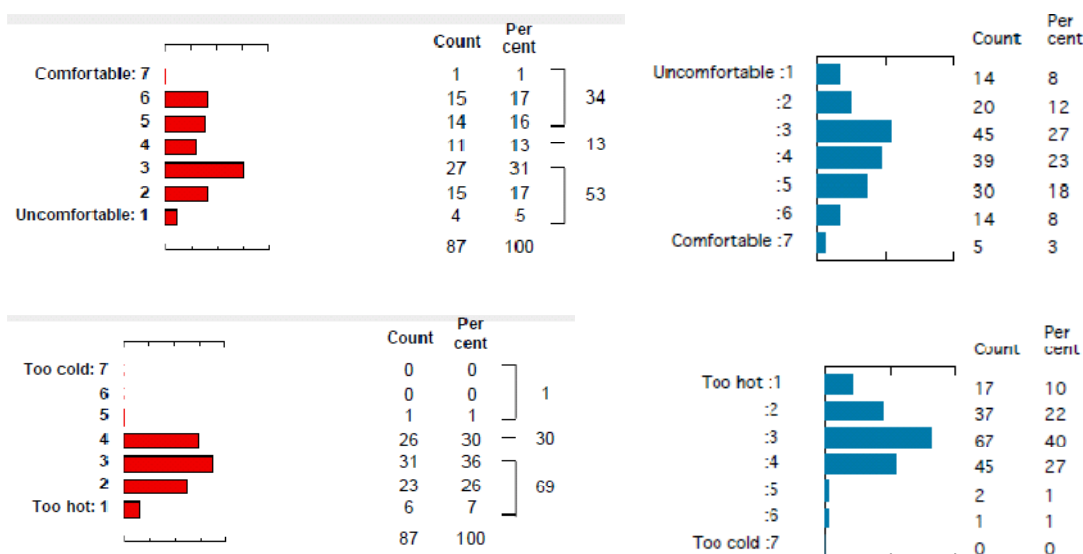 Count Per cent
Comfortable: 7 1 1
6 15 17 34
5 14 16
4 11 13 13
3 27 31
2 15 17 53
Uncomfortable: 1 4 5
87 100
Count Per cent
Uncomfortable :1 14 8
:2 20 12
:3 45 27
:4 39 23
:5 30 18
:6 14 8
Comfortable :7 5 3
Count Per cent
Too cold: 7 0 0
6 0 0 1
5 1 1
4 26 30 30
3 31 36
2 23 26 69
Too hot: 1 6 7
87 100
Count Per cent
Too hot :1 17 10
:2 37 22
:3 67 40
:4 45 27
:5 2 1
:6 1 1
Too cold :7 0 0